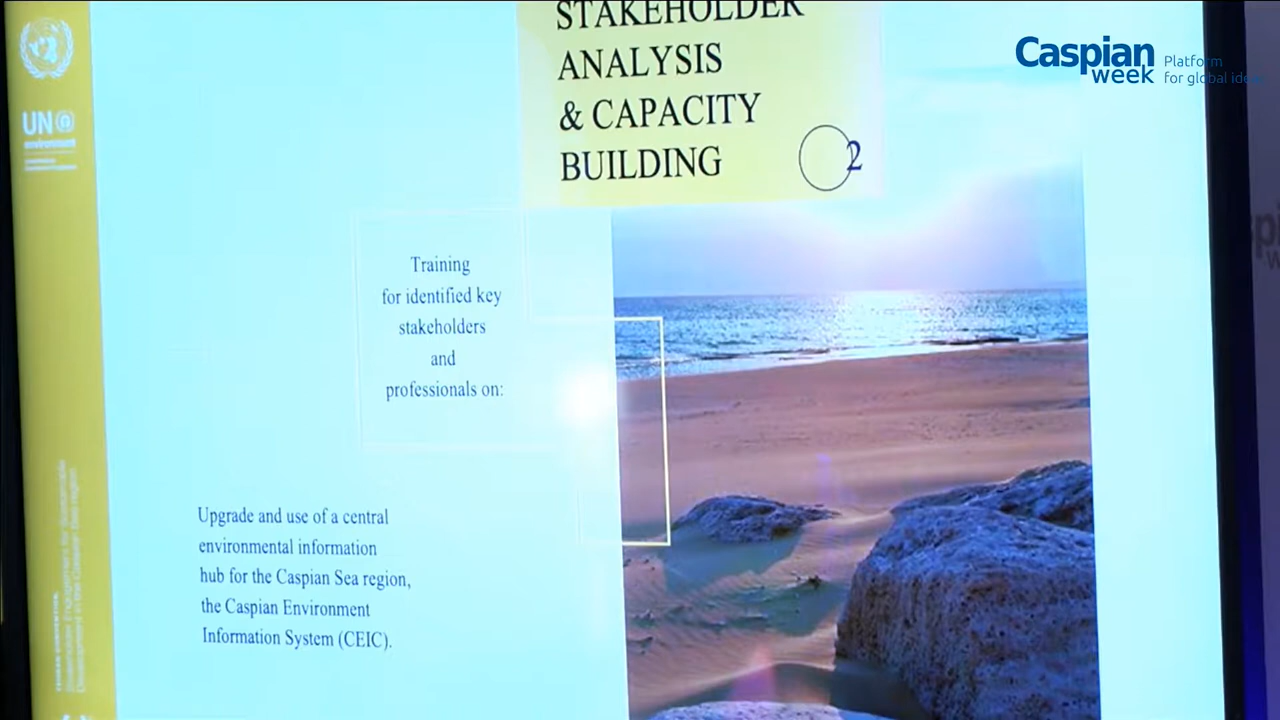 STAKEHOLDER
ANALYSIS
& CAPACITY
BUILDING
2
Caspian
week
Platform
for global ideas
UN
environment
Training
for identified key
stakeholders
and
professionals on:
Upgrade and use of a central
environmental information
hub for the Caspian Sea region,
the Caspian Environment
Information System (CEIC).